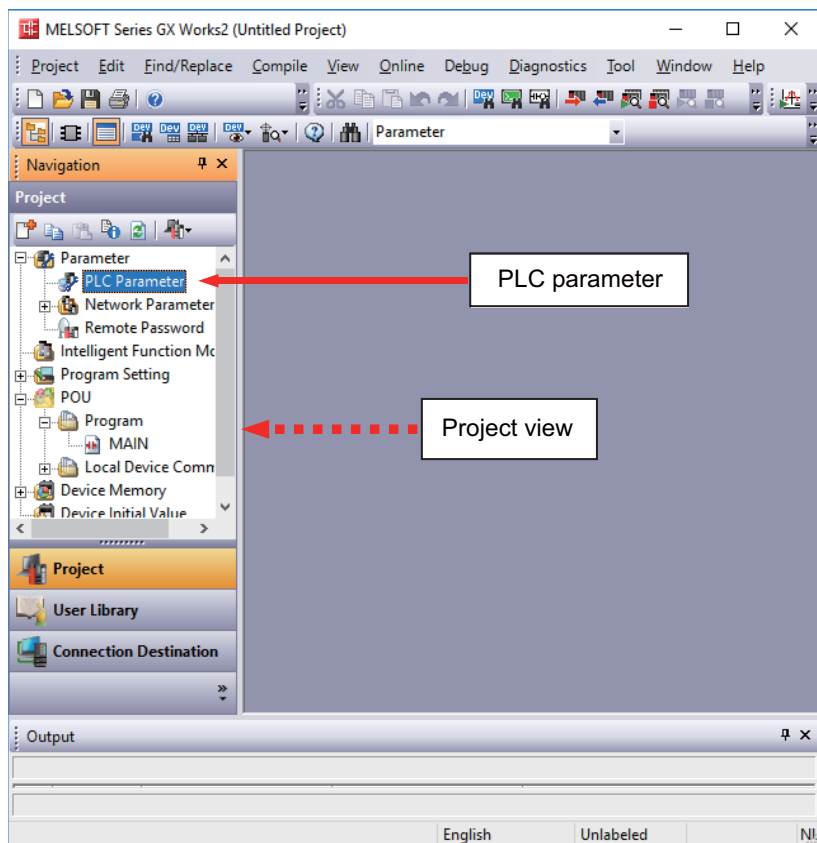 MELSOFT Series GX Works2 (Untitled Project)
Project Edit Find/Replace Compile View Online Debug Diagnostics Tool Window Help
Parameter
Navigation
Project
Parameter
PLC Parameter
PLC parameter
Network Parameter
Remote Password
Intelligent Function Mo
Program Setting
POU
Program
Project view
MAIN
Local Device Comm
Device Memory
Device Initial Value
Project
User Library
Connection Destination
Output
English Unlabeled